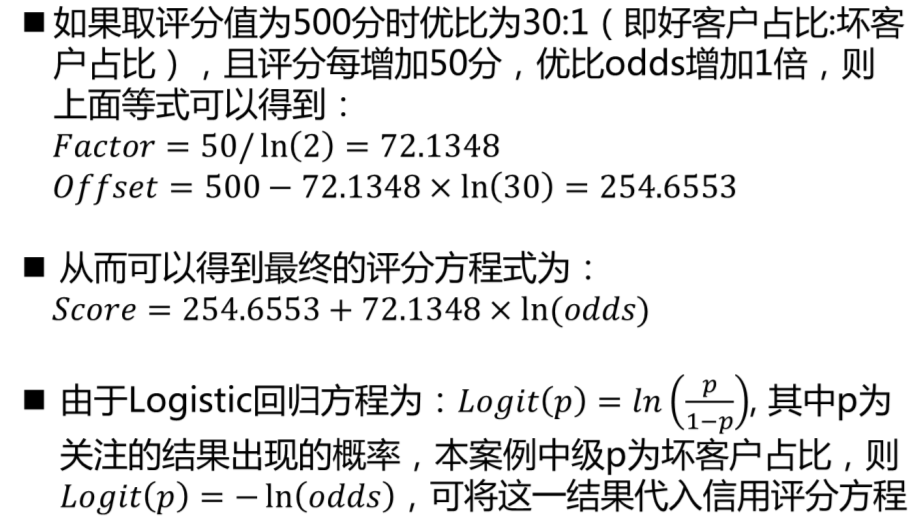 ■ 如果取评分值为500分时优比为30:1（即好客户占比:坏客
户占比），且评分每增加50分，优比odds增加1倍，则
上面等式可以得到：
Factor = 50/ ln(2) = 72.1348
Offset = 500 − 72.1348 × ln(30) = 254.6553
■ 从而可以得到最终的评分方程式为：
Score = 254.6553 + 72.1348 × ln(odds)
■ 由于Logistic回归方程为：Logit(p) = ln(p/(1−p)), 其中p为
关注的结果出现的概率，本案例中级p为坏客户占比，则
Logit(p) = − ln(odds)，可将这一结果代入信用评分方程